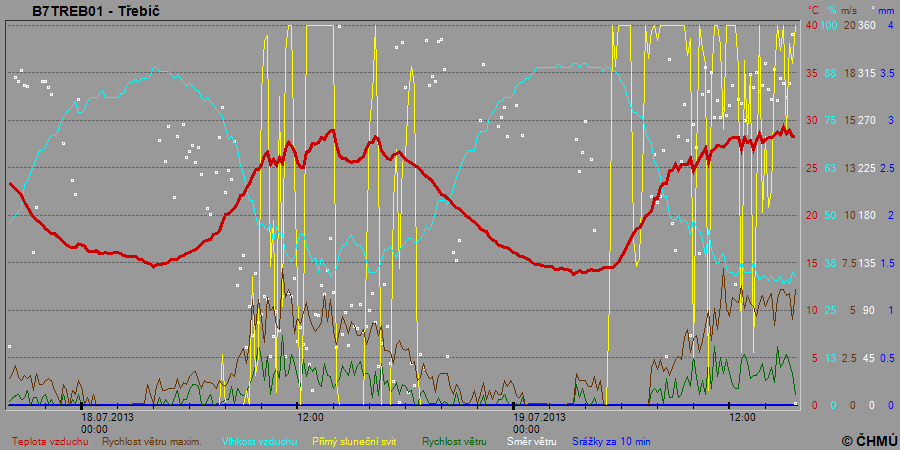 B7TREB01 - Třebíč
°C % m/s ° mm
40 100 20 360 4
35 88 18 315 3.5
30 75 15 270 3
25 63 13 225 2.5
20 50 10 180 2
15 38 7.5 135 1.5
10 25 5 90 1
5 13 2.5 45 0.5
0 0 0 0 0
18.07.2013 12:00 19.07.2013 12:00
00:00 00:00
Teplota vzduchu Rychlost větru maxim. Vlhkost vzduchu Přímý sluneční svit Rychlost větru Směr větru Srážky za 10 min
© ČHMÚ